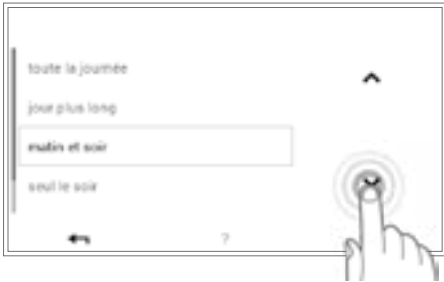 toute la journée
jour plus long
matin et soir
seul le soir
?